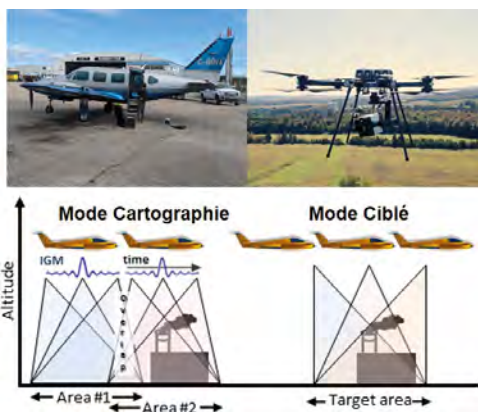 Mode Cartographie
Mode Ciblé
IGM
time
Altitude
Overlap
Area #1
Area #2
Target area